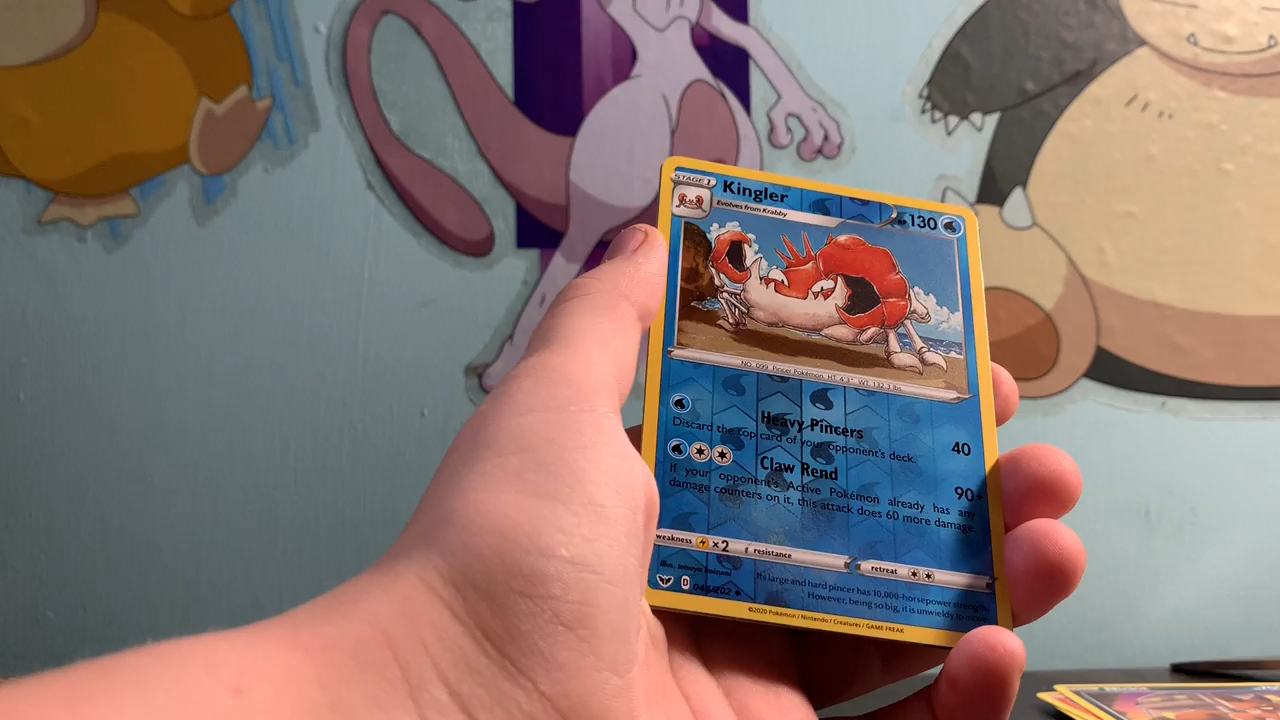 STAGE 1
Kingler
130
Evolves from Krabby
NO. 099 Pincer Pokémon HT: 4'3" WT: 132.3 lbs
Heavy Pincers 40
Discard the top card of your opponent's deck.
Claw Rend 90+
If your opponent's Active Pokémon already has any
damage counters on it, this attack does 60 more damage.
weakness ×2 resistance retreat
illus. tetsuya koizumi
D
/202
It's large and hard pincer has 10,000-horsepower strength.
However, being so big, it is unwieldy to move.
©2020 Pokémon / Nintendo / Creatures / GAME FREAK